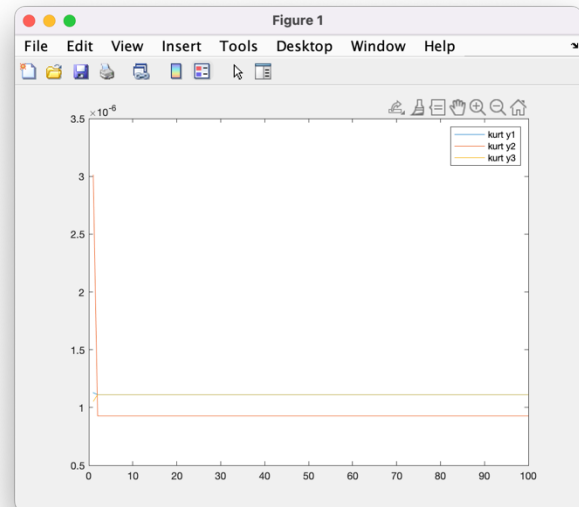 Figure 1
File Edit View Insert Tools Desktop Window Help
×10⁻⁶
3.5
3
2.5
2
1.5
1
0.5
kurt y1
kurt y2
kurt y3
0 10 20 30 40 50 60 70 80 90 100